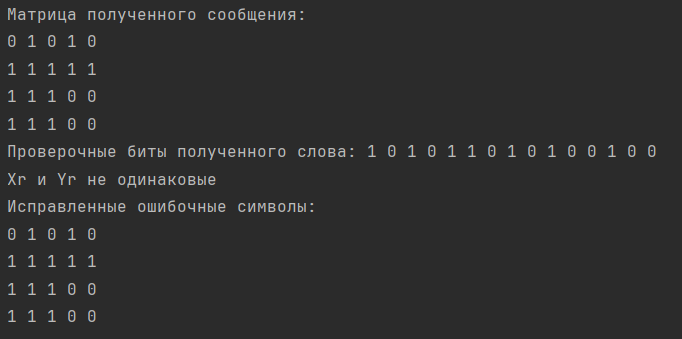 Матрица полученного сообщения:
0 1 0 1 0
1 1 1 1 1
1 1 1 0 0
1 1 1 0 0
Проверочные биты полученного слова: 1 0 1 0 1 1 0 1 0 1 0 0 1 0 0
Xr и Yr не одинаковые
Исправленные ошибочные символы:
0 1 0 1 0
1 1 1 1 1
1 1 1 0 0
1 1 1 0 0